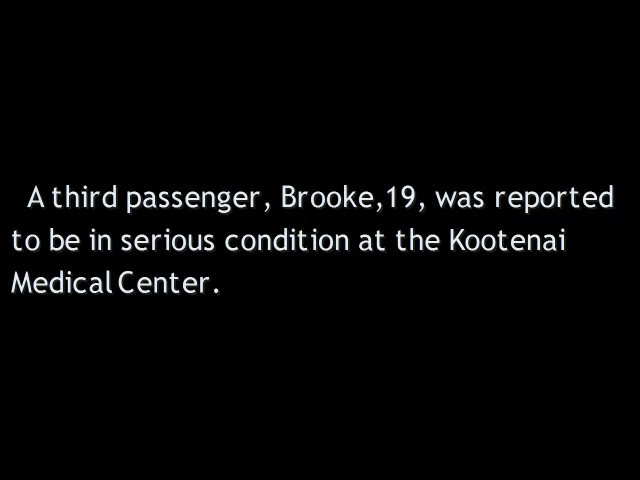 A third passenger, Brooke,19, was reported
to be in serious condition at the Kootenai
Medical Center.